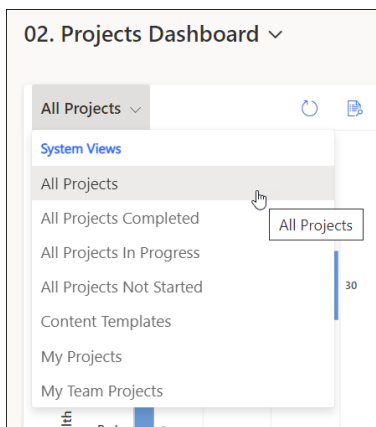 02. Projects Dashboard
All Projects
System Views
All Projects
All Projects
All Projects Completed
All Projects In Progress
All Projects Not Started
30
Content Templates
My Projects
My Team Projects